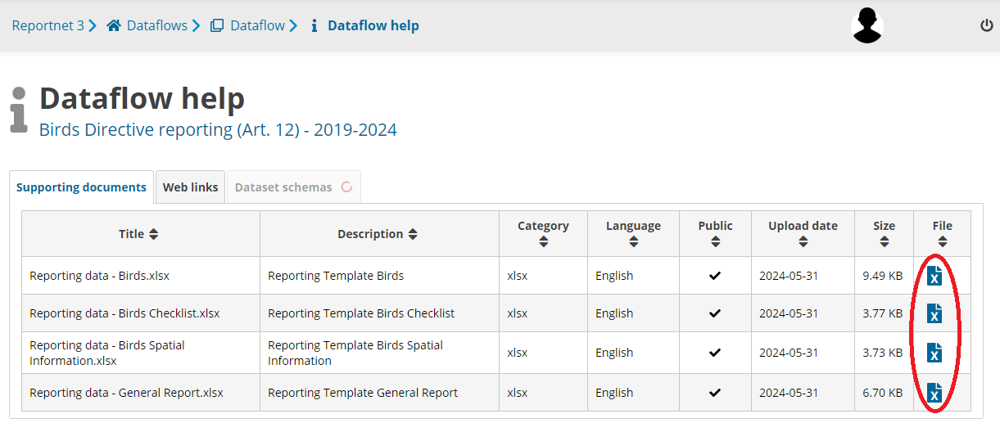 Reportnet 3 Dataflows Dataflow Dataflow help
Dataflow help
Birds Directive reporting (Art. 12) - 2019-2024
Supporting documents Web links Dataset schemas
Title Description Category Language Public Upload date Size File
Reporting data - Birds.xlsx Reporting Template Birds xlsx English 2024-05-31 9.49 KB
Reporting data - Birds Checklist.xlsx Reporting Template Birds Checklist xlsx English 2024-05-31 3.77 KB
Reporting data - Birds Spatial Reporting Template Birds Spatial
Information.xlsx Information xlsx English 2024-05-31 3.73 KB
Reporting data - General Report.xlsx Reporting Template General Report xlsx English 2024-05-31 6.70 KB